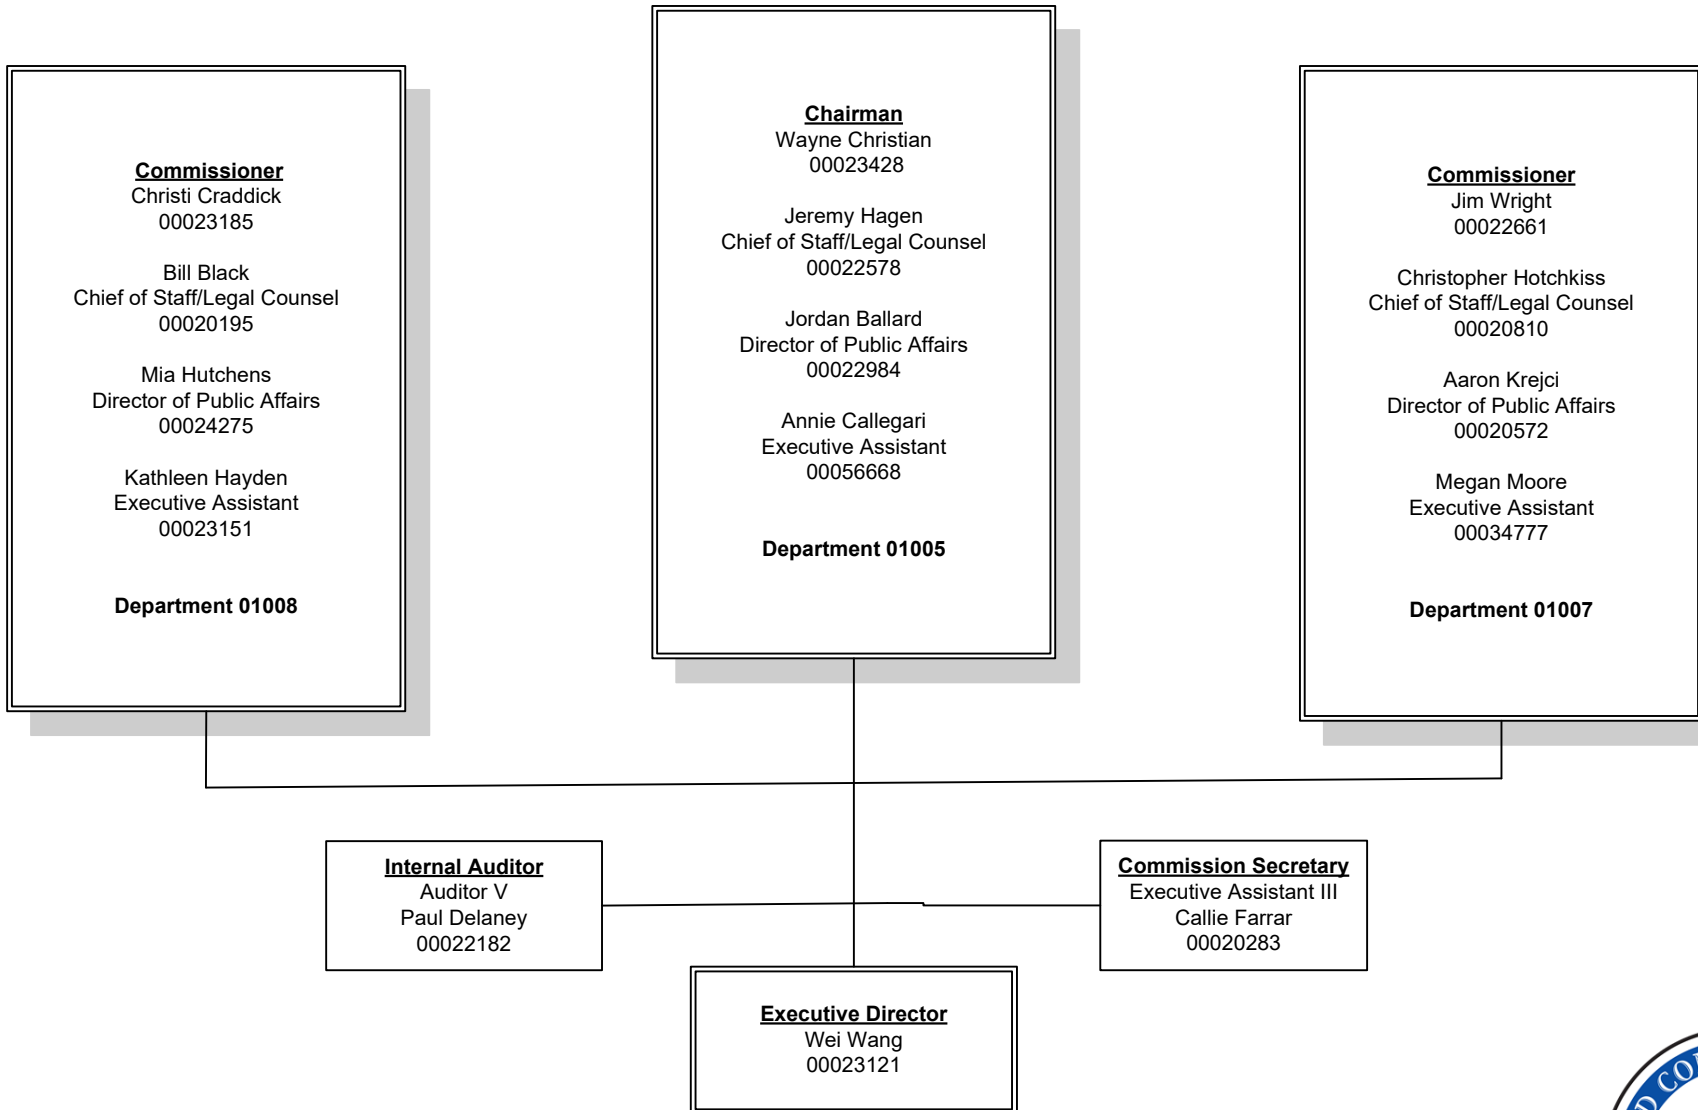 Commissioner
Christi Craddick
00023185
Bill Black
Chief of Staff/Legal Counsel
00020195
Mia Hutchens
Director of Public Affairs
00024275
Kathleen Hayden
Executive Assistant
00023151
Department 01008
Chairman
Wayne Christian
00023428
Jeremy Hagen
Chief of Staff/Legal Counsel
00022578
Jordan Ballard
Director of Public Affairs
00022984
Annie Callegari
Executive Assistant
00056668
Department 01005
Commissioner
Jim Wright
00022661
Christopher Hotchkiss
Chief of Staff/Legal Counsel
00020810
Aaron Krejci
Director of Public Affairs
00020572
Megan Moore
Executive Assistant
00034777
Department 01007
Internal Auditor
Auditor V
Paul Delaney
00022182
Commission Secretary
Executive Assistant III
Callie Farrar
00020283
Executive Director
Wei Wang
00023121